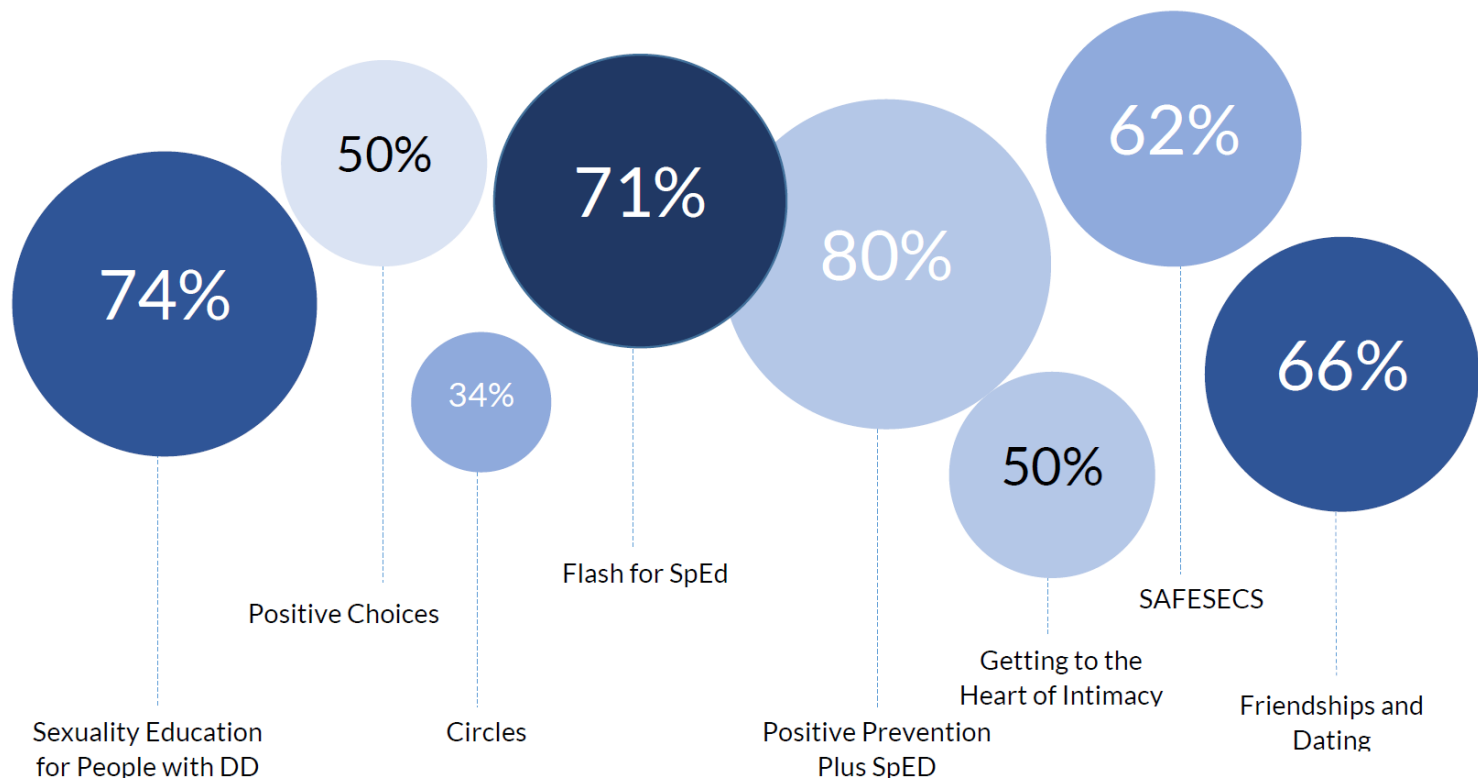 62%
50%
71%
80%
74%
66%
34%
50%
Flash for SpEd
SAFESECS
Positive Choices
Getting to the
Heart of Intimacy
Friendships and
Dating
Sexuality Education
for People with DD
Circles
Positive Prevention
Plus SpED